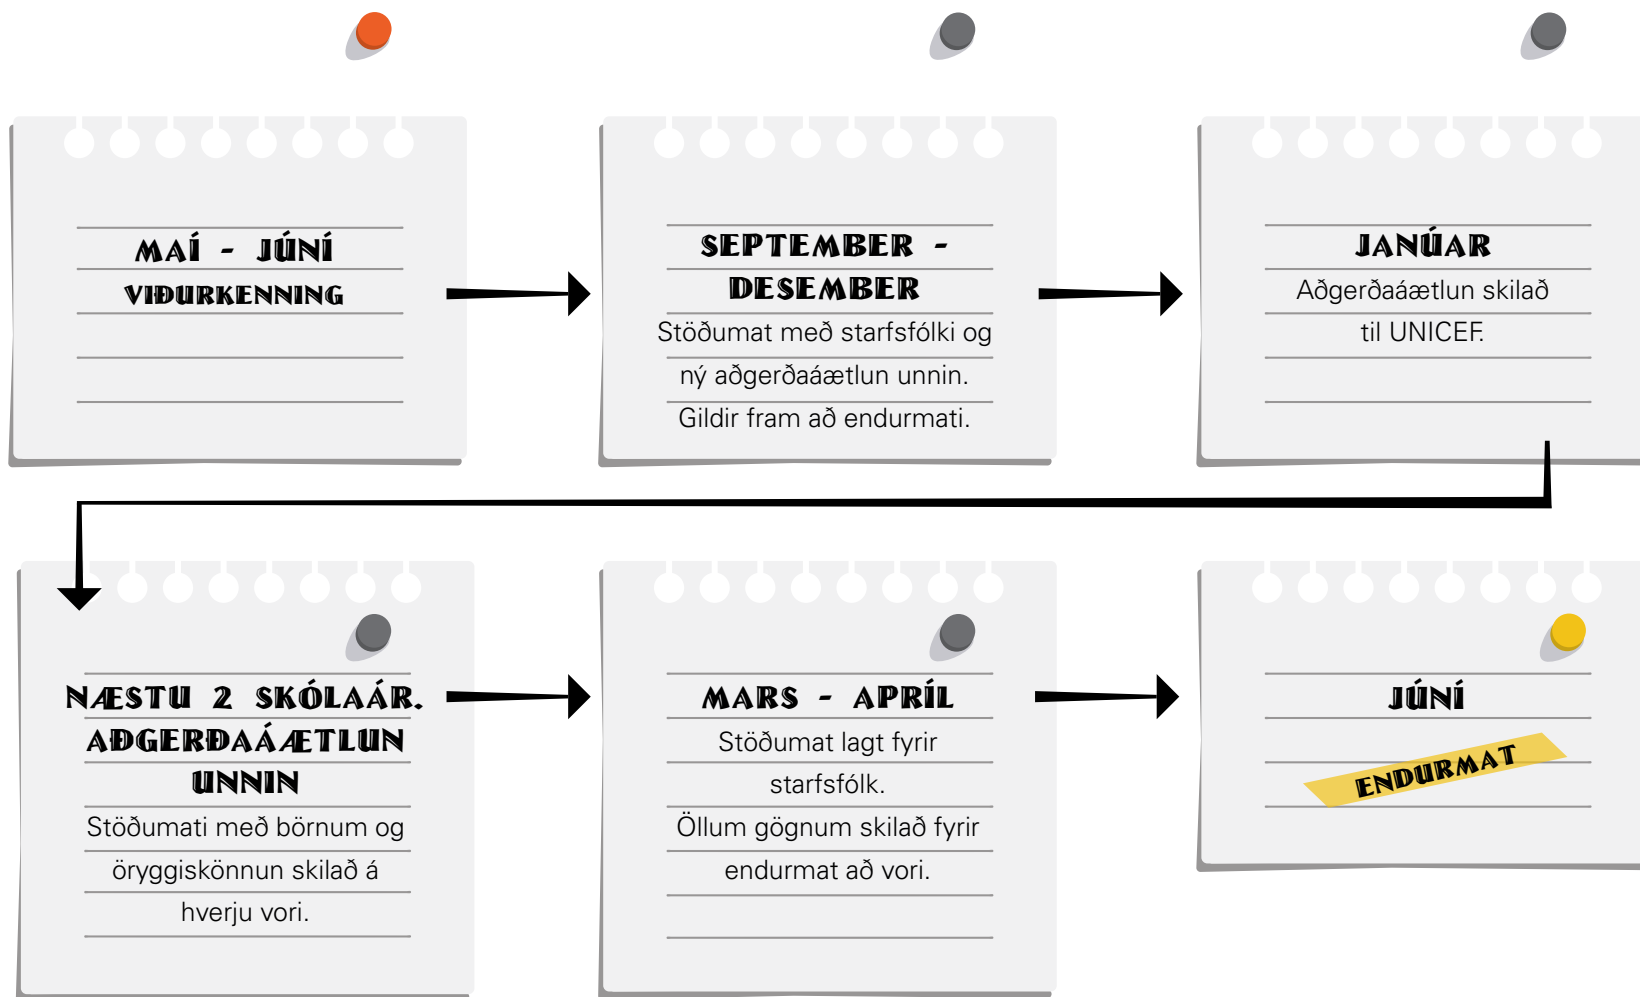 MAÍ - JÚNÍ
VIÐURKENNING
SEPTEMBER -
DESEMBER
Stöðumat með starfsfólki og
ný aðgerðaáætlun unnin.
Gildir fram að endurmati.
JANÚAR
Aðgerðaáætlun skilað
til UNICEF.
NÆSTU 2 SKÓLAÁR.
AÐGERÐAÁÆTLUN
UNNIN
Stöðumati með börnum og
öryggiskönnun skilað á
hverju vori.
MARS - APRÍL
Stöðumat lagt fyrir
starfsfólk.
Öllum gögnum skilað fyrir
endurmat að vori.
JÚNÍ
ENDURMAT